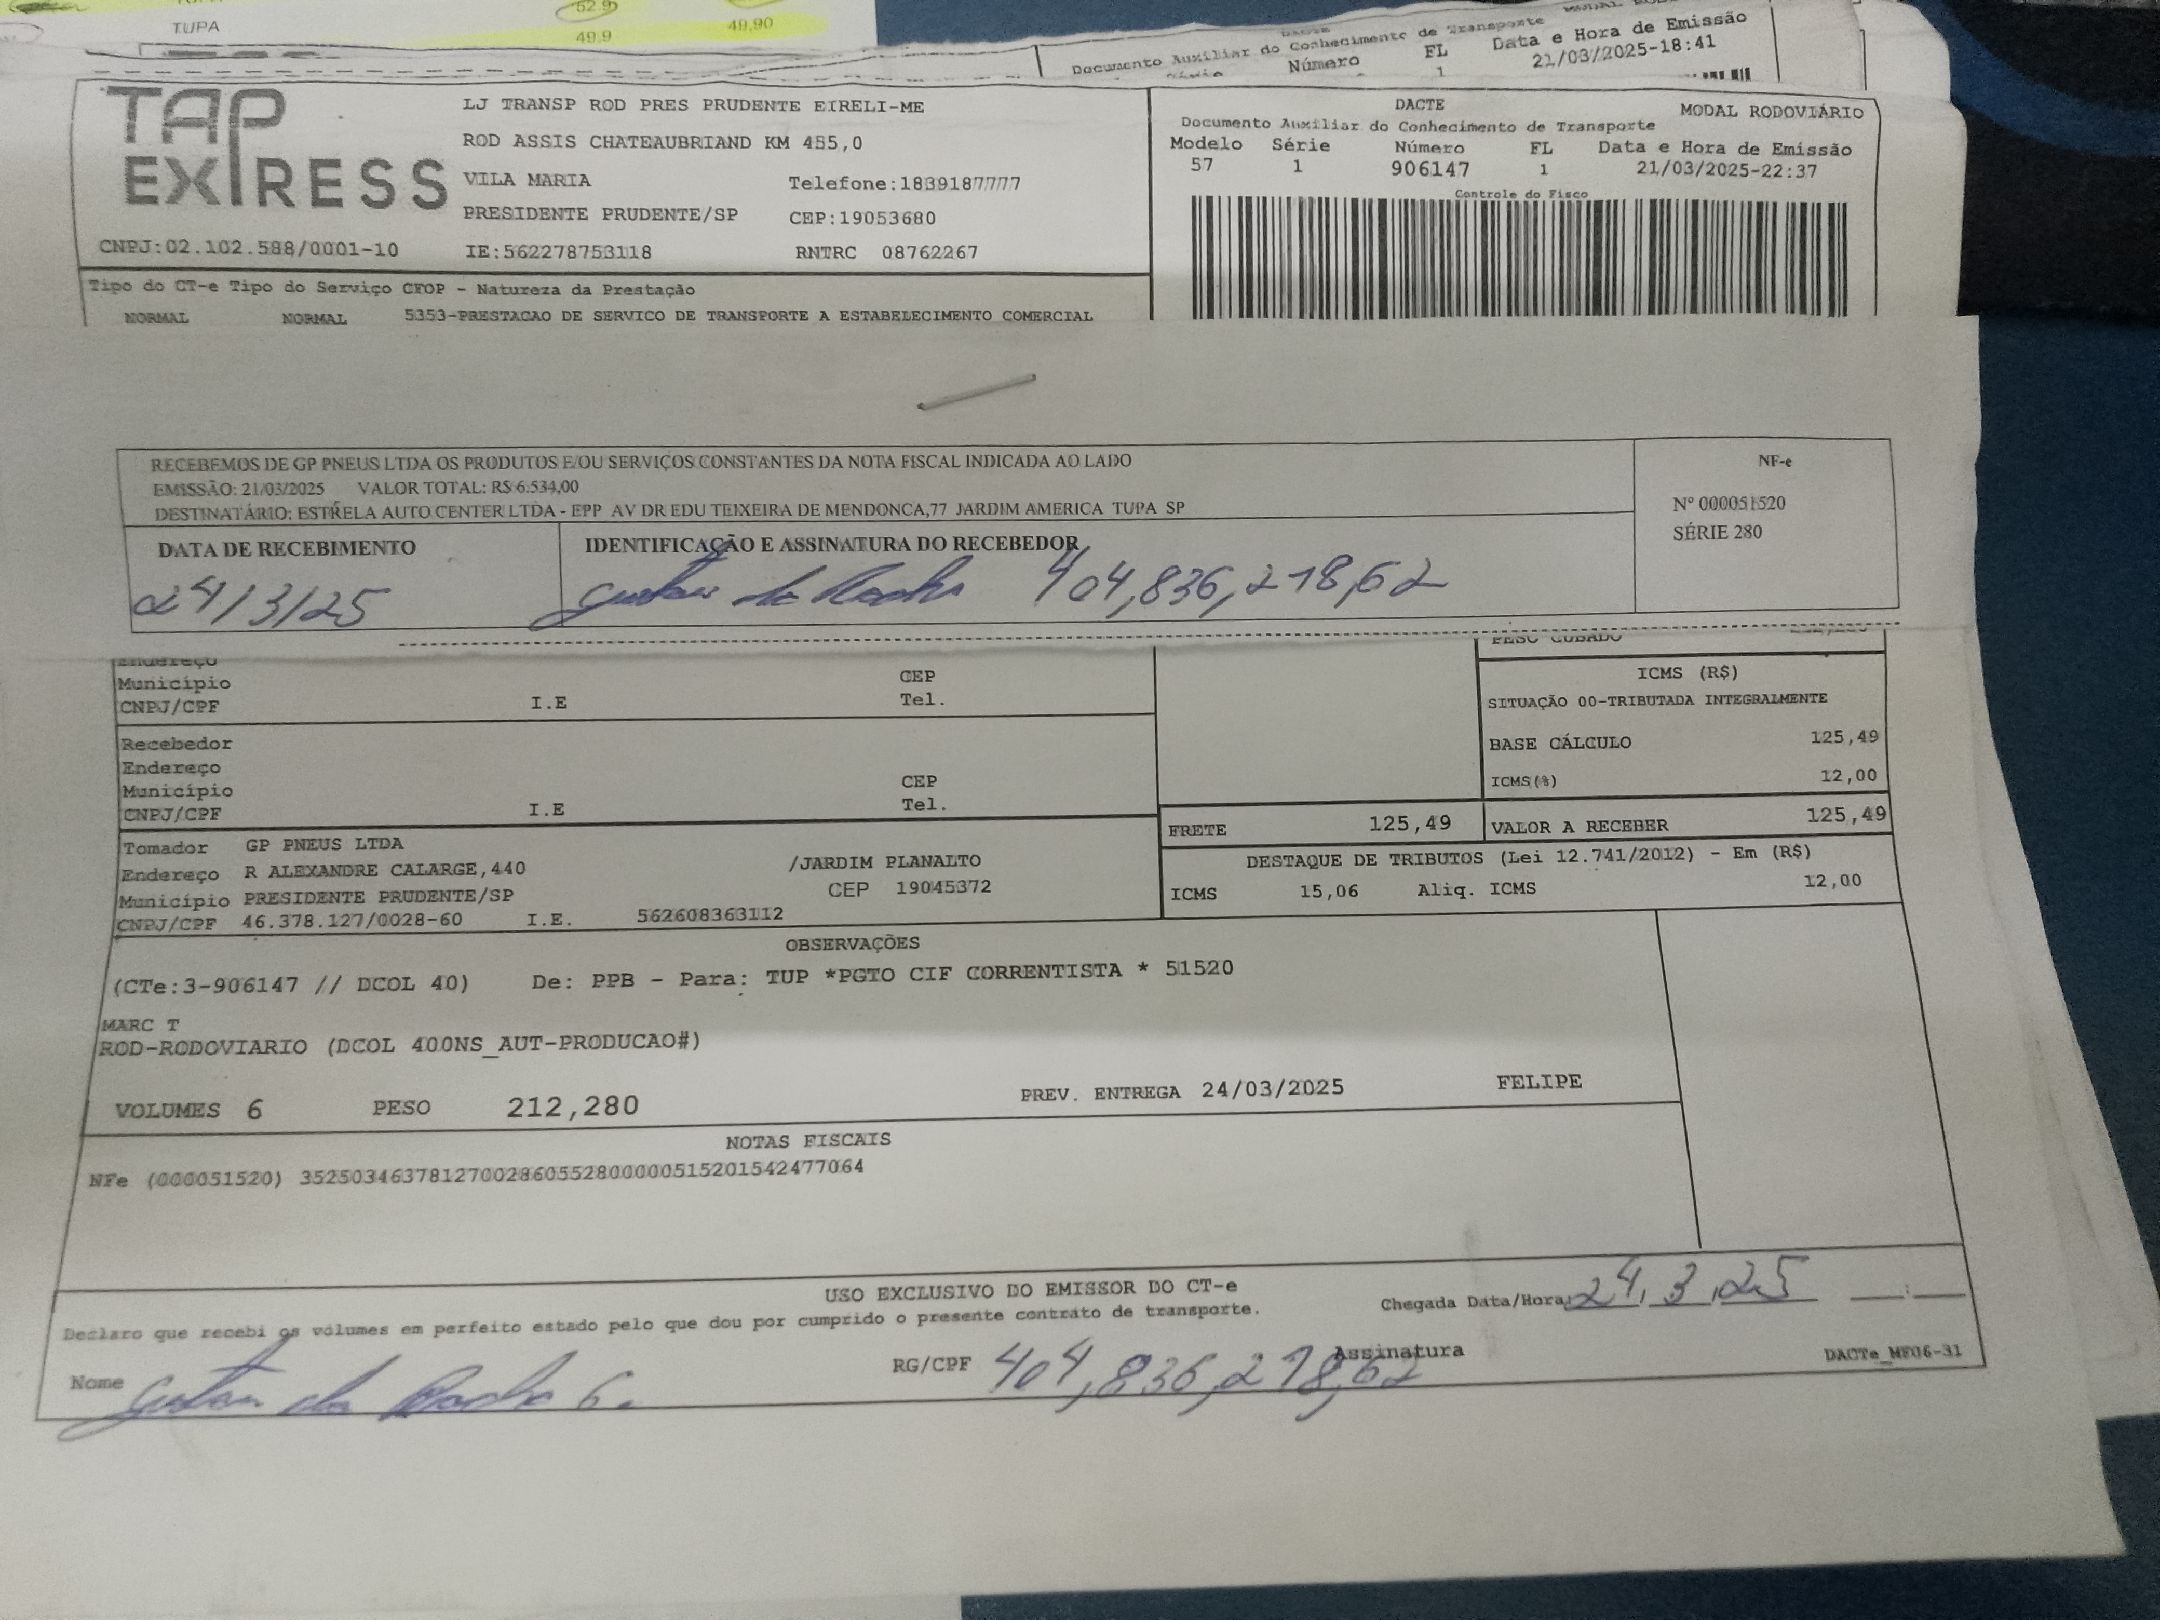 TUPA 49.9 49,90
52.9
Documento Auxiliar do Conhecimento de Transporte
Número FL Data e Hora de Emissão
1 21/03/2025-18:41
TAP EXPRESS
LJ TRANSP ROD PRES PRUDENTE EIRELI-ME
ROD ASSIS CHATEAUBRIAND KM 455,0
VILA MARIA Telefone:1839187777
PRESIDENTE PRUDENTE/SP CEP:19053680
CNPJ:02.102.588/0001-10 IE:562278753118 RNTRC 08762267
DACTE MODAL RODOVIÁRIO
Documento Auxiliar do Conhecimento de Transporte
Modelo Série Número FL Data e Hora de Emissão
57 1 906147 1 21/03/2025-22:37
Controle do Fisco
Tipo do CT-e Tipo do Serviço CFOP - Natureza da Prestação
NORMAL NORMAL 5353-PRESTACAO DE SERVICO DE TRANSPORTE A ESTABELECIMENTO COMERCIAL
RECEBEMOS DE GP PNEUS LTDA OS PRODUTOS E/OU SERVIÇOS CONSTANTES DA NOTA FISCAL INDICADA AO LADO
EMISSÃO: 21/03/2025 VALOR TOTAL: R$ 6.534,00
DESTINATÁRIO: ESTRELA AUTO CENTER LTDA - EPP AV DR EDU TEIXEIRA DE MENDONCA,77 JARDIM AMERICA TUPA SP
NF-e
Nº 000051520
SÉRIE 280
DATA DE RECEBIMENTO IDENTIFICAÇÃO E ASSINATURA DO RECEBEDOR
24/3/25 404,836,218,62
PESO CUBADO
Endereço
Município CEP
CNPJ/CPF I.E Tel.
Recebedor
Endereço
Município CEP
CNPJ/CPF I.E Tel.
ICMS (R$)
SITUAÇÃO 00-TRIBUTADA INTEGRALMENTE
BASE CÁLCULO 125,49
ICMS(%) 12,00
FRETE 125,49 VALOR A RECEBER 125,49
Tomador GP PNEUS LTDA
Endereço R ALEXANDRE CALARGE,440 /JARDIM PLANALTO
Município PRESIDENTE PRUDENTE/SP CEP 19045372
CNPJ/CPF 46.378.127/0028-60 I.E. 562608363112
DESTAQUE DE TRIBUTOS (Lei 12.741/2012) - Em (R$)
ICMS 15,06 Aliq. ICMS 12,00
OBSERVAÇÕES
(CTe:3-906147 // DCOL 40) De: PPB - Para: TUP *PGTO CIF CORRENTISTA * 51520
MARC T
ROD-RODOVIARIO (DCOL 400NS_AUT-PRODUCAO#)
VOLUMES 6 PESO 212,280 PREV. ENTREGA 24/03/2025 FELIPE
NOTAS FISCAIS
NFe (000051520) 35250346378127002860552800000515201542477064
USO EXCLUSIVO DO EMISSOR DO CT-e
Declaro que recebi os volumes em perfeito estado pelo que dou por cumprido o presente contrato de transporte.
Chegada Data/Hora: 24,3,25
Nome RG/CPF 404,836,218,62 Assinatura DACTe_MF06-31